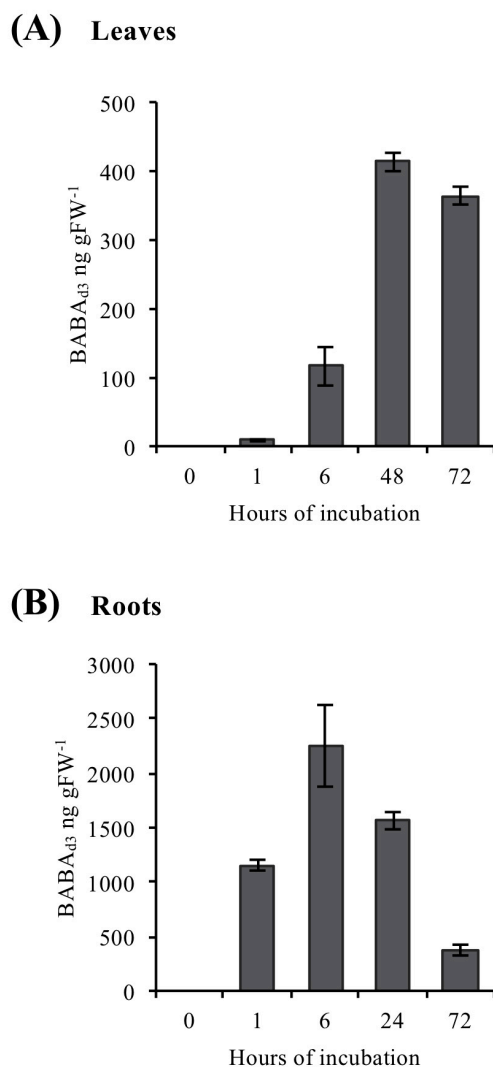 (A) Leaves
500
400
300
200
100
0
BABAd3 ng gFW-1
0 1 6 48 72
Hours of incubation
(B) Roots
3000
2500
2000
1500
1000
500
0
BABAd3 ng gFW-1
0 1 6 24 72
Hours of incubation